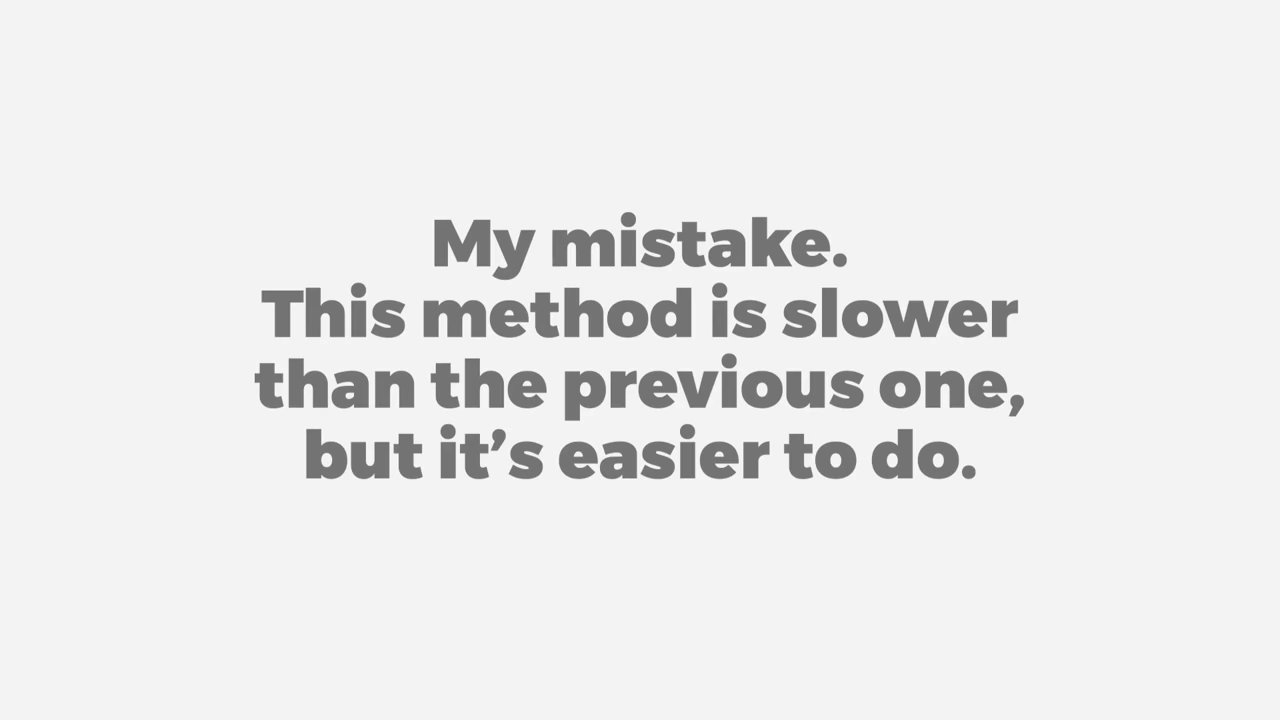 My mistake.
This method is slower
than the previous one,
but it’s easier to do.